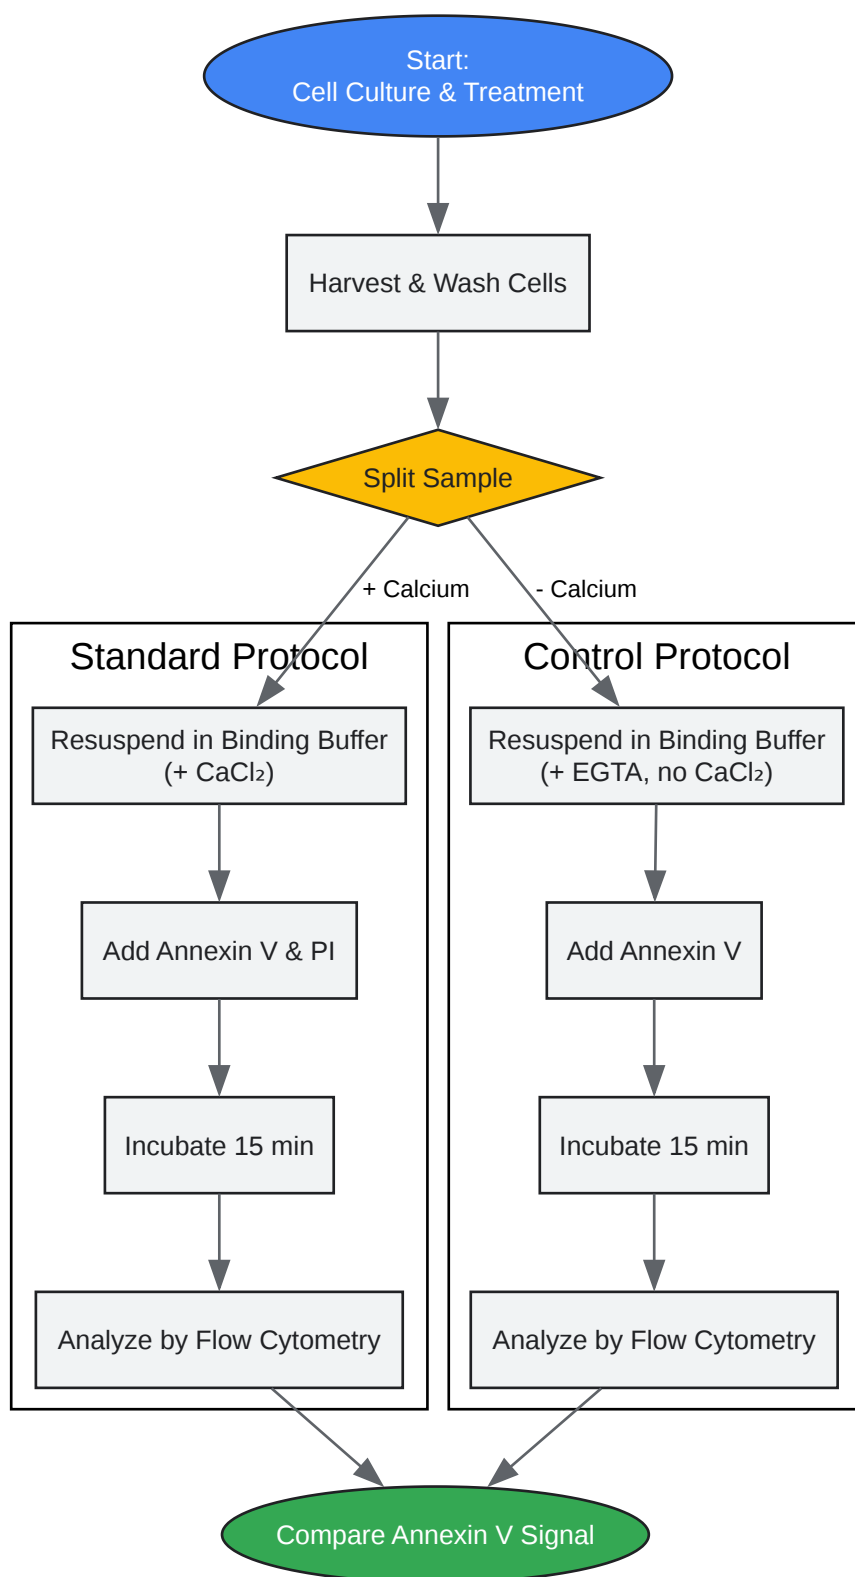 Start:
Cell Culture & Treatment
Harvest & Wash Cells
Split Sample
+ Calcium
- Calcium
Standard Protocol
Resuspend in Binding Buffer
(+ CaCl₂)
Add Annexin V & PI
Incubate 15 min
Analyze by Flow Cytometry
Control Protocol
Resuspend in Binding Buffer
(+ EGTA, no CaCl₂)
Add Annexin V
Incubate 15 min
Analyze by Flow Cytometry
Compare Annexin V Signal